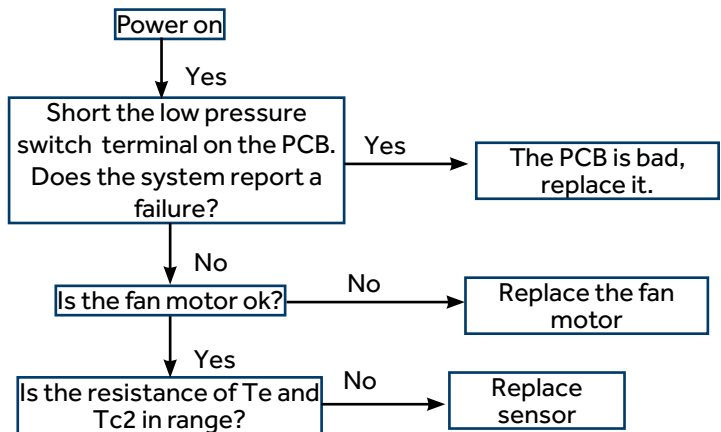 Power on
Yes
Short the low pressure
switch terminal on the PCB.
Does the system report a
failure?
Yes
The PCB is bad,
replace it.
No
Is the fan motor ok?
No
Replace the fan
motor
Yes
Is the resistance of Te and
Tc2 in range?
No
Replace
sensor